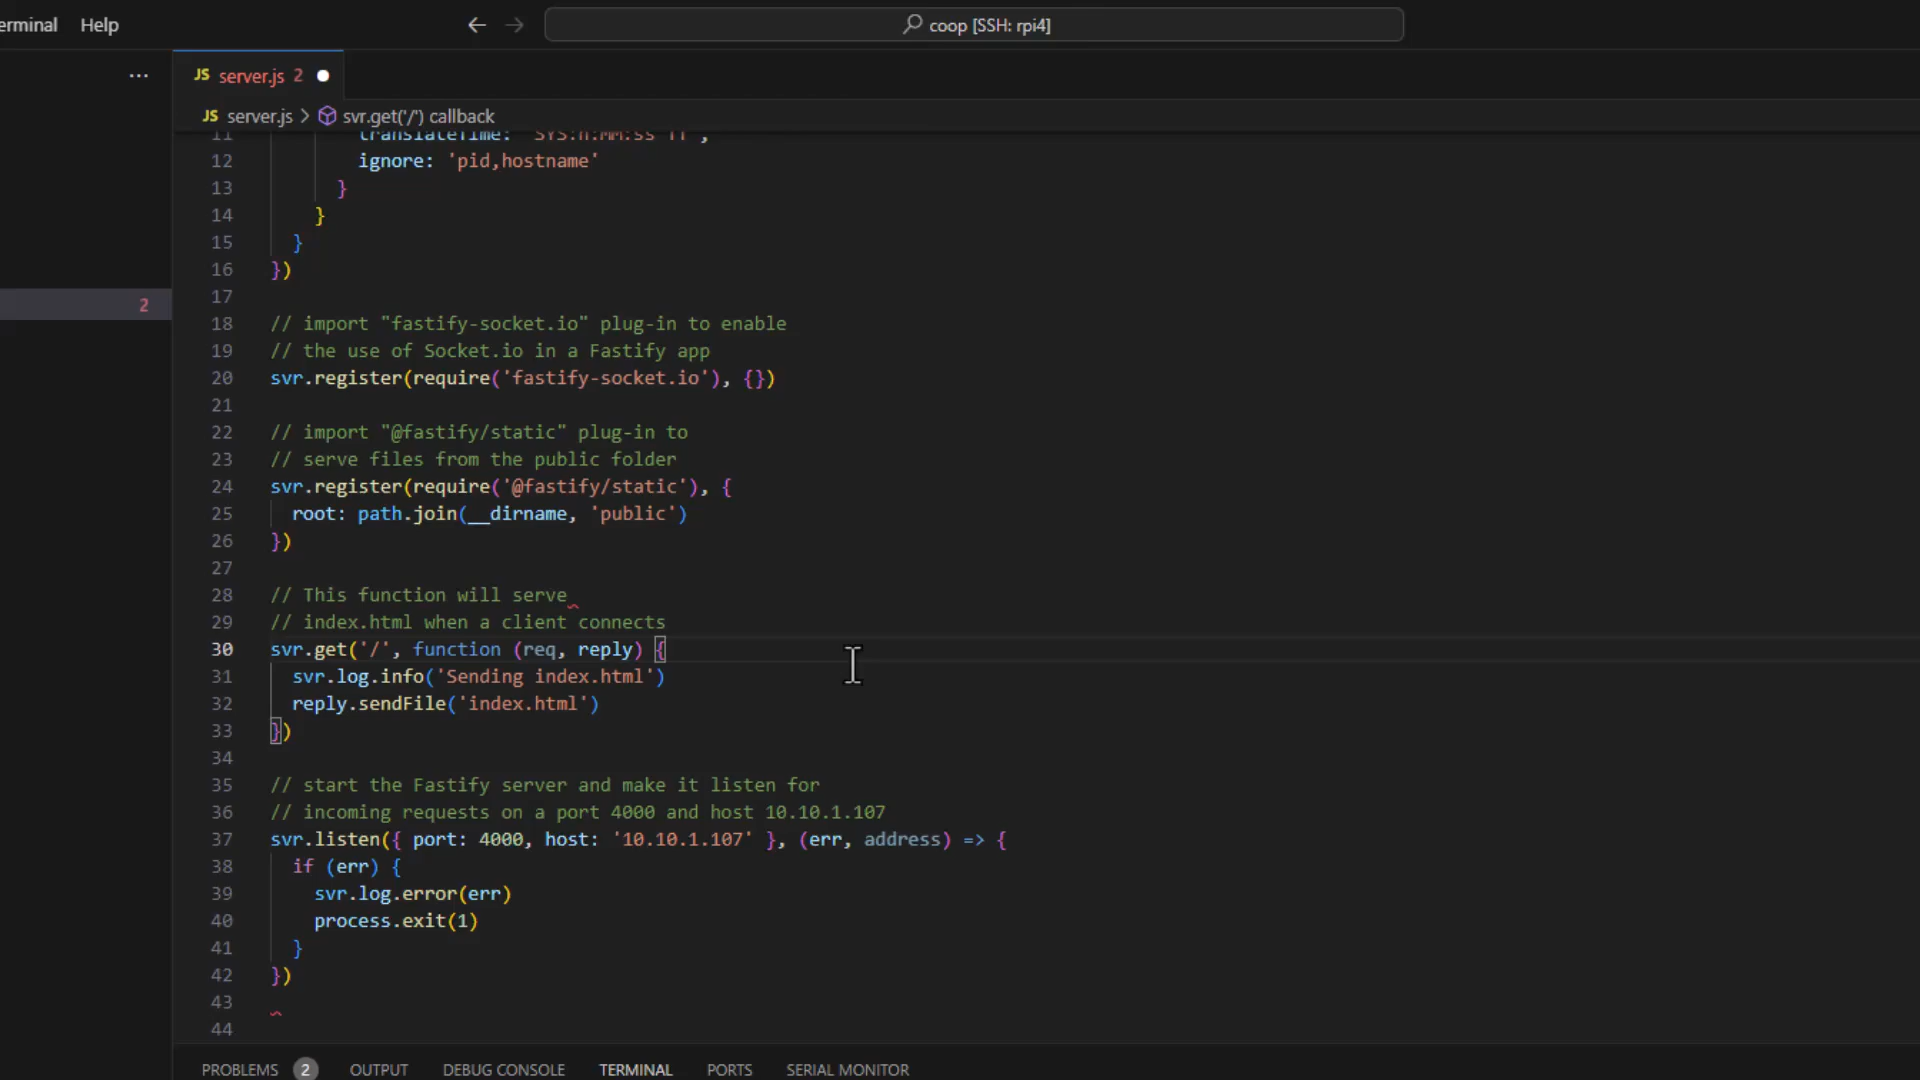 erminal Help
coop [SSH: rpi4]
...
JS server.js 2
JS server.js > svr.get('/') callback
2
11 translateTime: 'SYS:h:MM:ss TT',
12 ignore: 'pid,hostname'
13 }
14 }
15 }
16 })
17
18 // import "fastify-socket.io" plug-in to enable
19 // the use of Socket.io in a Fastify app
20 svr.register(require('fastify-socket.io'), {})
21
22 // import "@fastify/static" plug-in to
23 // serve files from the public folder
24 svr.register(require('@fastify/static'), {
25 root: path.join(__dirname, 'public')
26 })
27
28 // This function will serve
29 // index.html when a client connects
30 svr.get('/', function (req, reply) {
31 svr.log.info('Sending index.html')
32 reply.sendFile('index.html')
33 })
34
35 // start the Fastify server and make it listen for
36 // incoming requests on a port 4000 and host 10.10.1.107
37 svr.listen({ port: 4000, host: '10.10.1.107' }, (err, address) => {
38 if (err) {
39 svr.log.error(err)
40 process.exit(1)
41 }
42 })
43
44
PROBLEMS 2 OUTPUT DEBUG CONSOLE TERMINAL PORTS SERIAL MONITOR